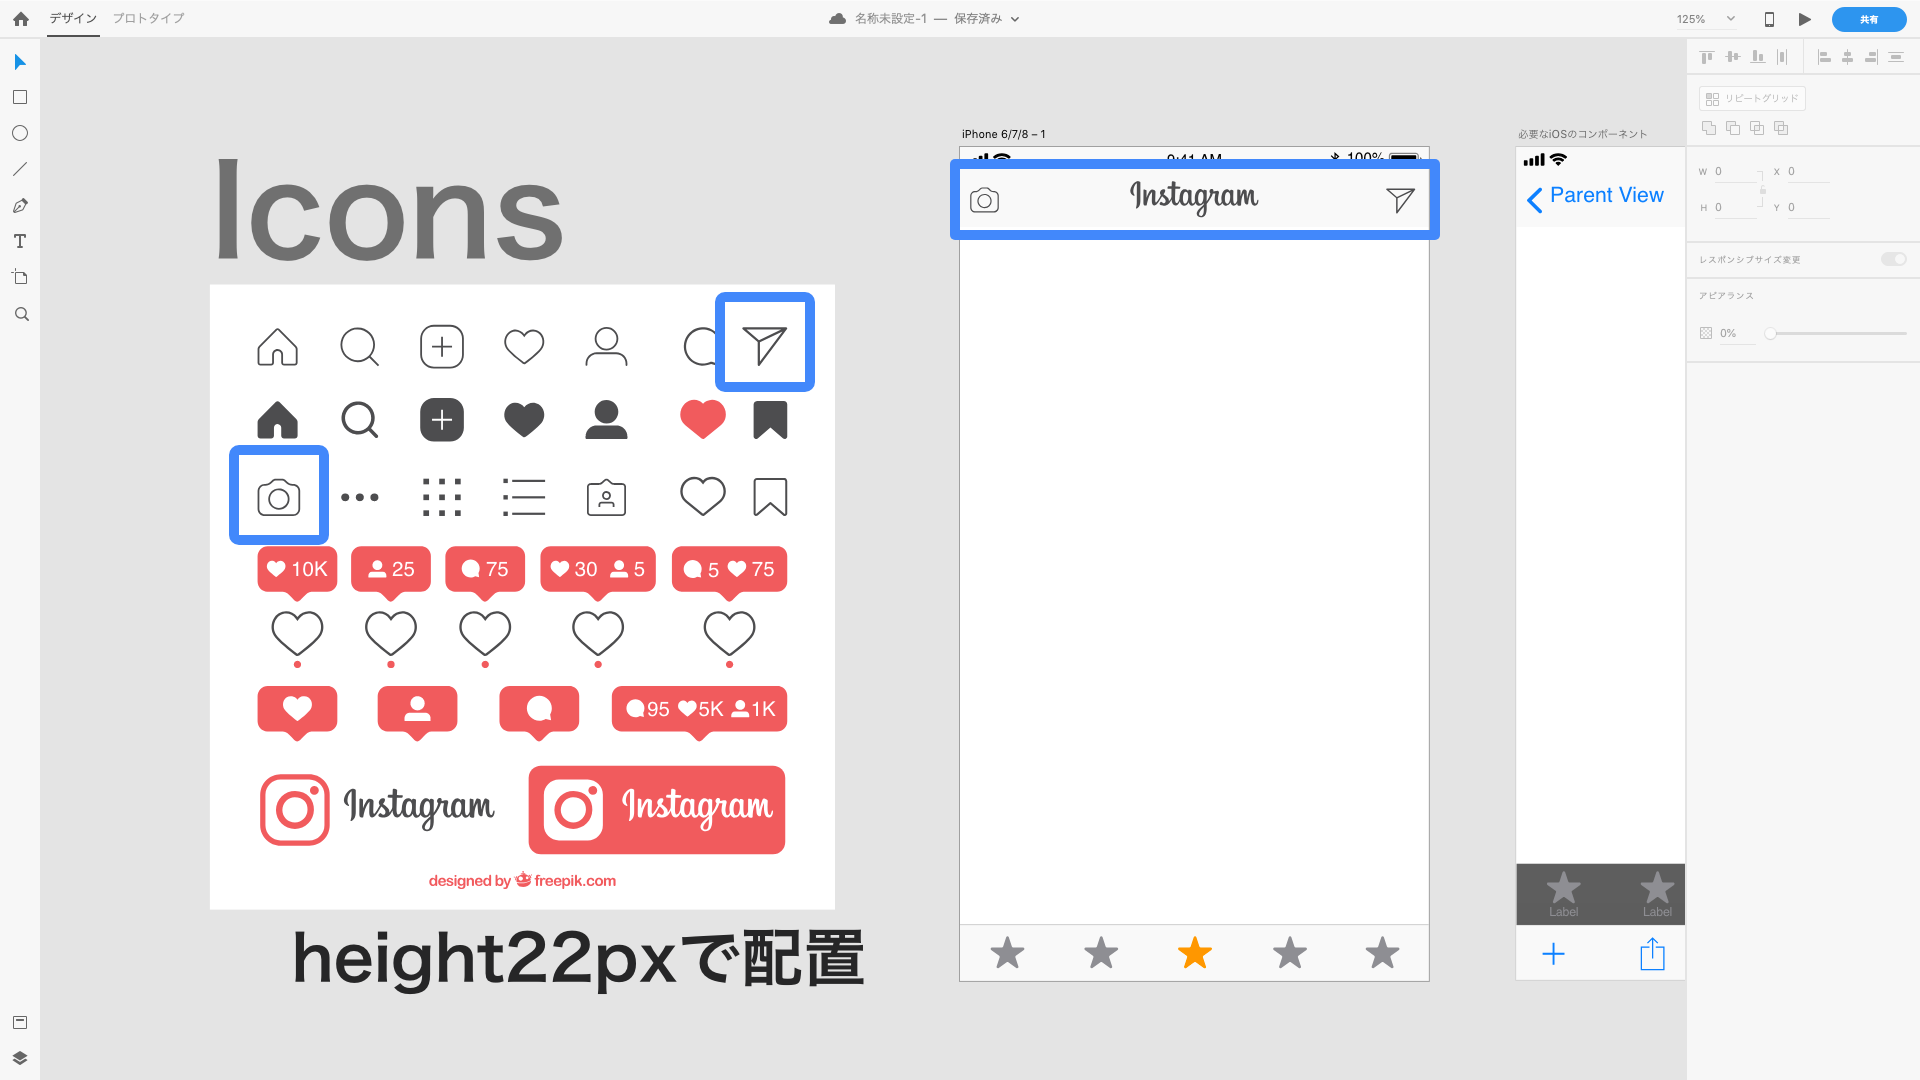 デザイン プロトタイプ
名称未設定-1 — 保存済み
125%
共有
リピートグリッド
W 0 X 0
H 0 Y 0
レスポンシブサイズ変更
アピアランス
0%
Icons
10K 25 75 30 5 5 75
95 5K 1K
Instagram Instagram
designed by freepik.com
height22pxで配置
iPhone 6/7/8 – 1
9:41 AM 100%
Instagram
必要なiOSのコンポーネント
Parent View
Label Label